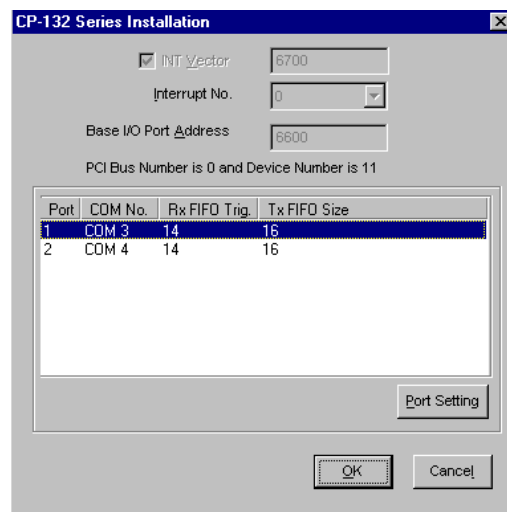 CP-132 Series Installation
INT Vector 6700
Interrupt No. 0
Base I/O Port Address 6600
PCI Bus Number is 0 and Device Number is 11
Port COM No. Rx FIFO Trig. Tx FIFO Size
1 COM 3 14 16
2 COM 4 14 16
Port Setting
OK Cancel